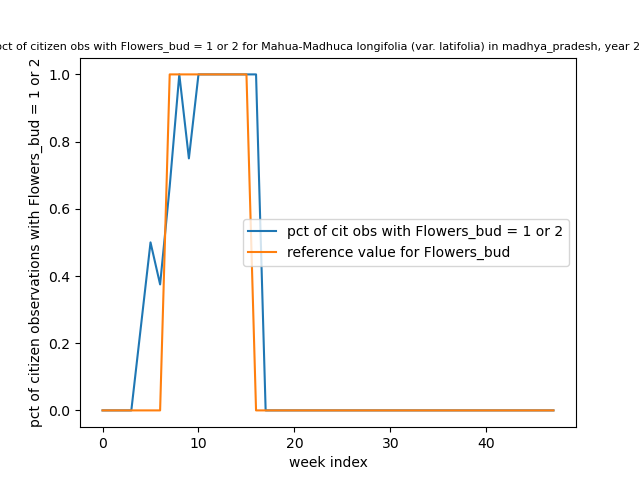 pct of citizen obs with Flowers_bud = 1 or 2 for Mahua-Madhuca longifolia (var. latifolia) in madhya_pradesh, year 2
pct of citizen observations with Flowers_bud = 1 or 2
1.0
0.8
0.6
0.4
0.2
0.0
pct of cit obs with Flowers_bud = 1 or 2
reference value for Flowers_bud
0 10 20 30 40
week index